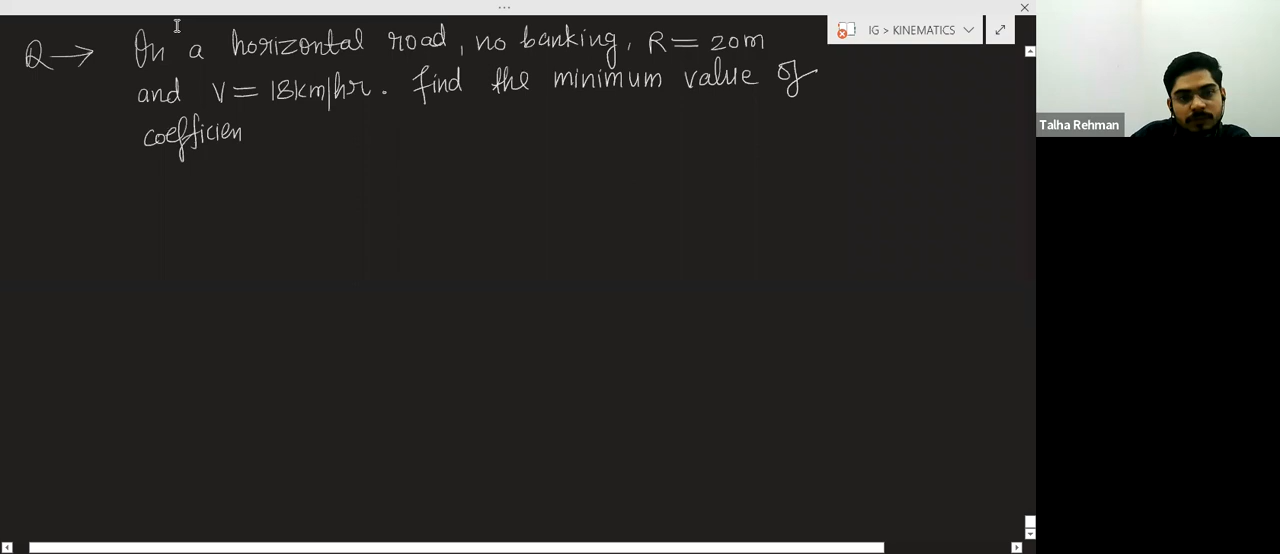 IG > KINEMATICS
Q → On a horizontal road, no banking, R = 20m
and v = 18km/hr. find the minimum value of
coefficien
Talha Rehman